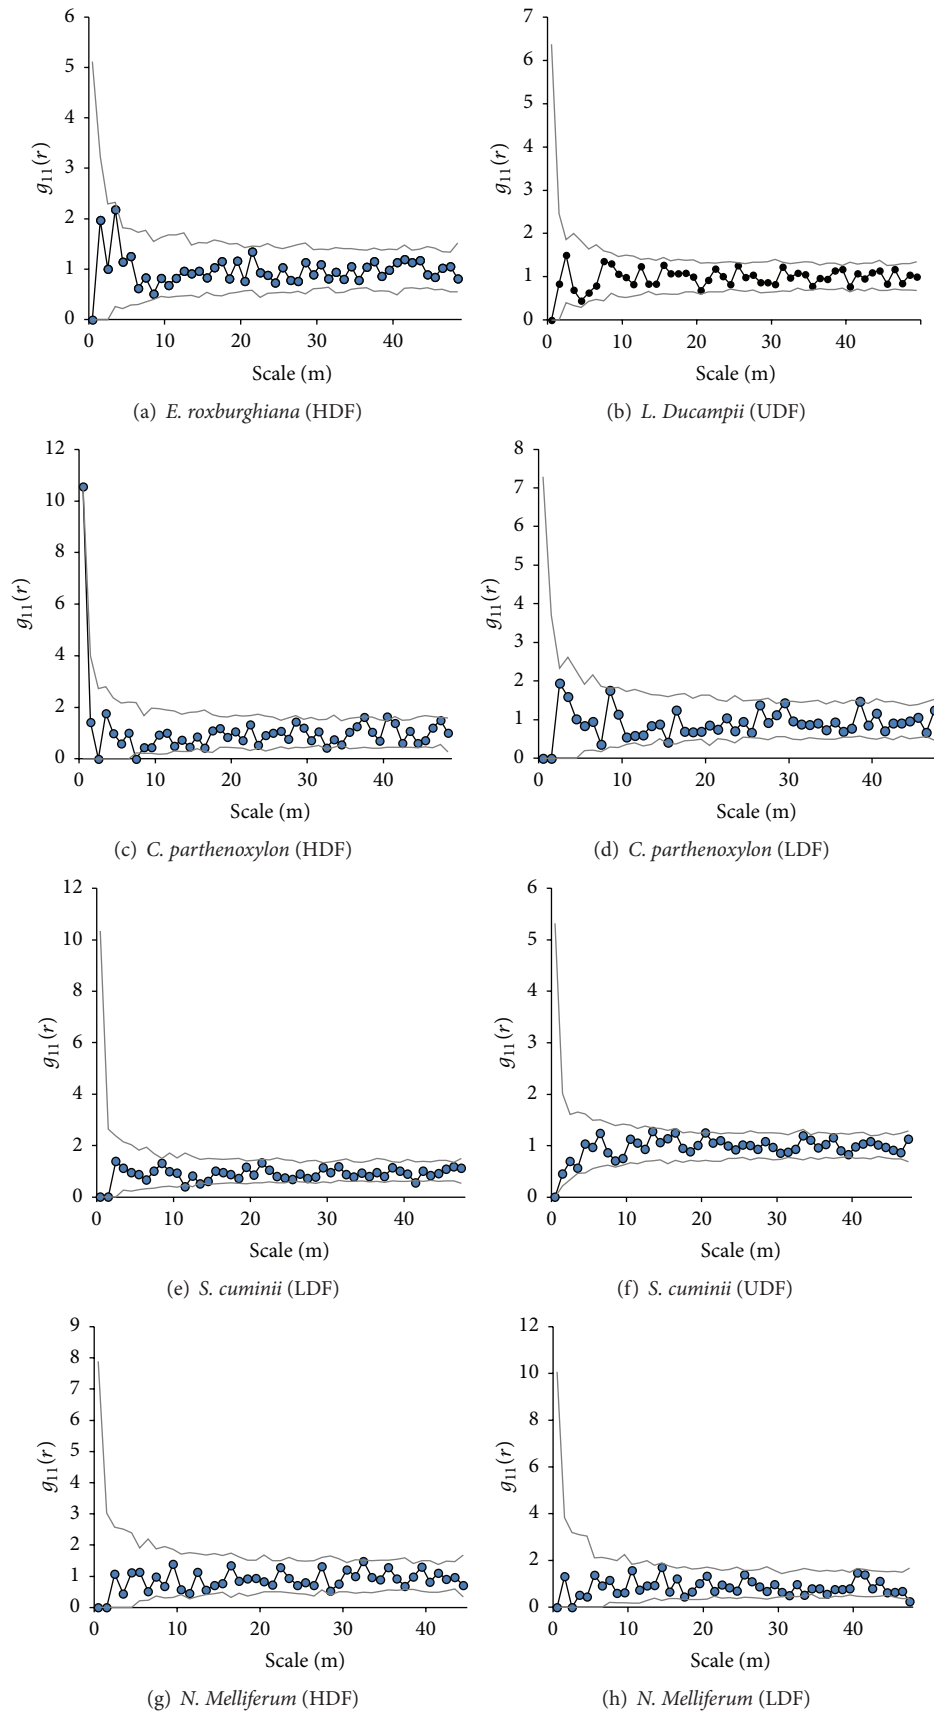 6
5
4
3
2
1
0
g11(r)
0 10 20 30 40
Scale (m)
(a) E. roxburghiana (HDF)
7
6
5
4
3
2
1
0
g11(r)
0 10 20 30 40
Scale (m)
(b) L. Ducampii (UDF)
12
10
8
6
4
2
0
g11(r)
0 10 20 30 40
Scale (m)
(c) C. parthenoxylon (HDF)
8
7
6
5
4
3
2
1
0
g11(r)
0 10 20 30 40
Scale (m)
(d) C. parthenoxylon (LDF)
12
10
8
6
4
2
0
g11(r)
0 10 20 30 40
Scale (m)
(e) S. cuminii (LDF)
6
5
4
3
2
1
0
g11(r)
0 10 20 30 40
Scale (m)
(f) S. cuminii (UDF)
9
8
7
6
5
4
3
2
1
0
g11(r)
0 10 20 30 40
Scale (m)
(g) N. Melliferum (HDF)
12
10
8
6
4
2
0
g11(r)
0 10 20 30 40
Scale (m)
(h) N. Melliferum (LDF)